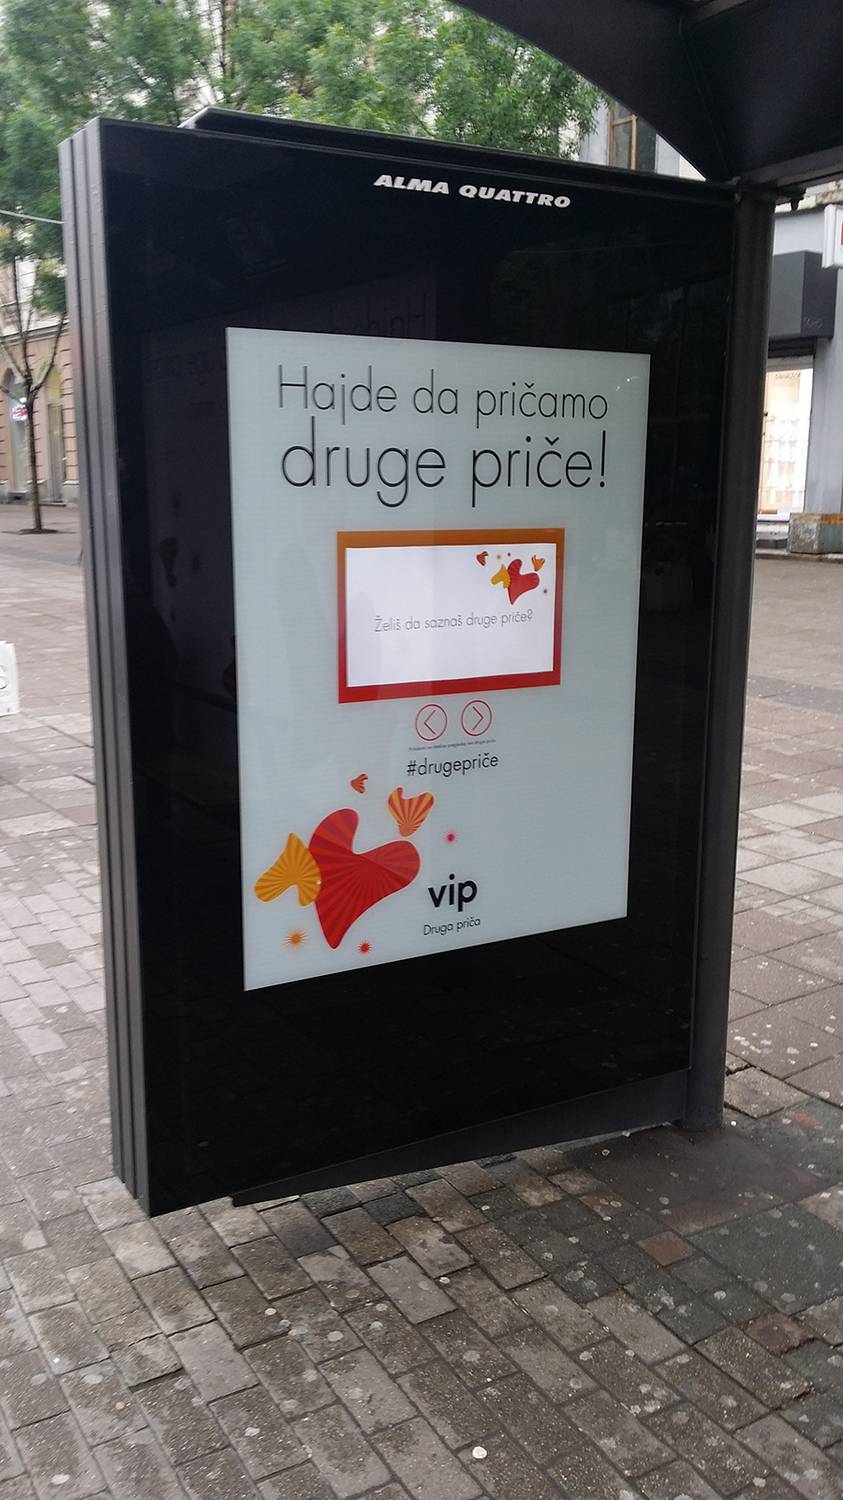 ALMA QUATTRO
Hajde da pričamo
druge priče!
Želiš da saznaš druge priče?
#drugepriče
vip
Druga priča